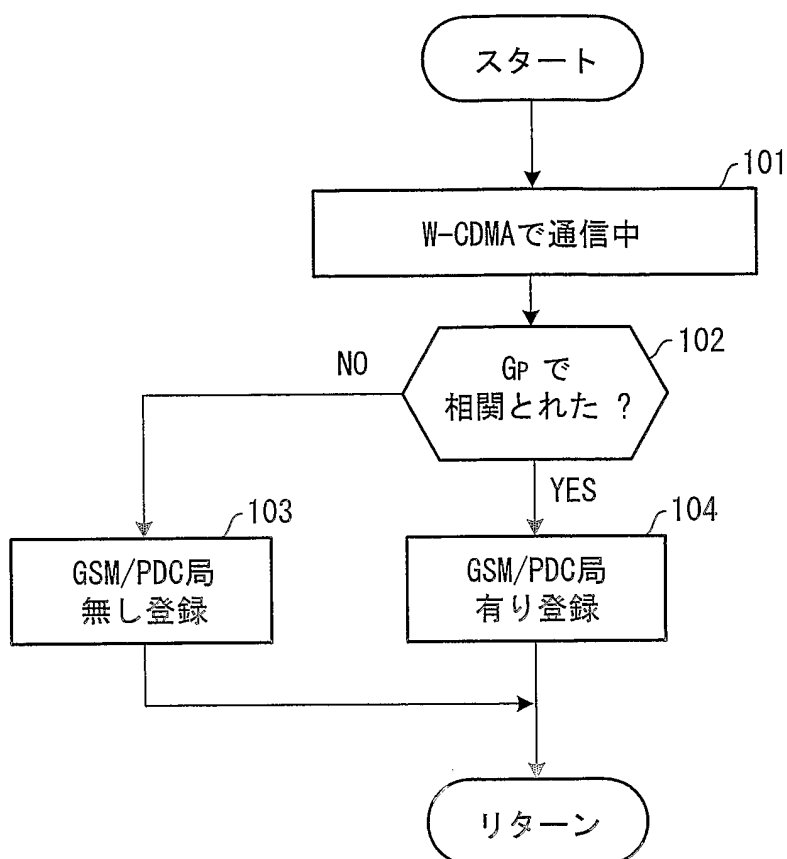 スタート
101
W-CDMAで通信中
102
GP で
相関とれた ?
NO
YES
103
GSM/PDC局
無し登録
104
GSM/PDC局
有り登録
リターン